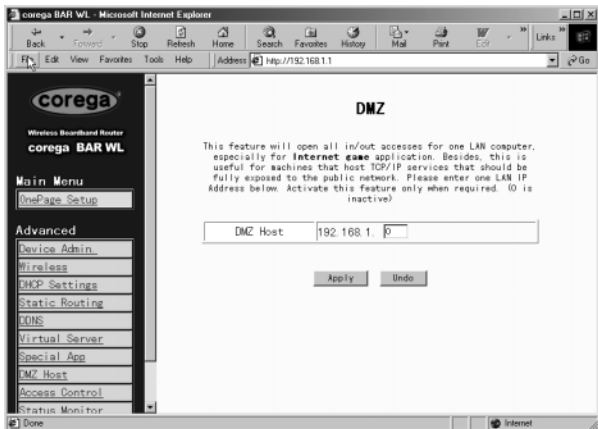 corega BAR WL - Microsoft Internet Explorer
Back Forward Stop Refresh Home Search Favorites History Mail Print Edit Links
File Edit View Favorites Tools Help Address http://192.168.1.1 Go
corega
Wireless Boardband Router
corega BAR WL
Main Menu
OnePage Setup
Advanced
Device Admin.
Wireless
DHCP Settings
Static Routing
DDNS
Virtual Server
Special App
DMZ Host
Access Control
Status Monitor
DMZ
This feature will open all in/out accesses for one LAN computer,
especially for Internet game application. Besides, this is
useful for machines that host TCP/IP services that should be
fully exposed to the public network. Please enter one LAN IP
Address below. Activate this feature only when required. (0 is
inactive)
DMZ Host 192.168.1. 0
Apply Undo
Done Internet